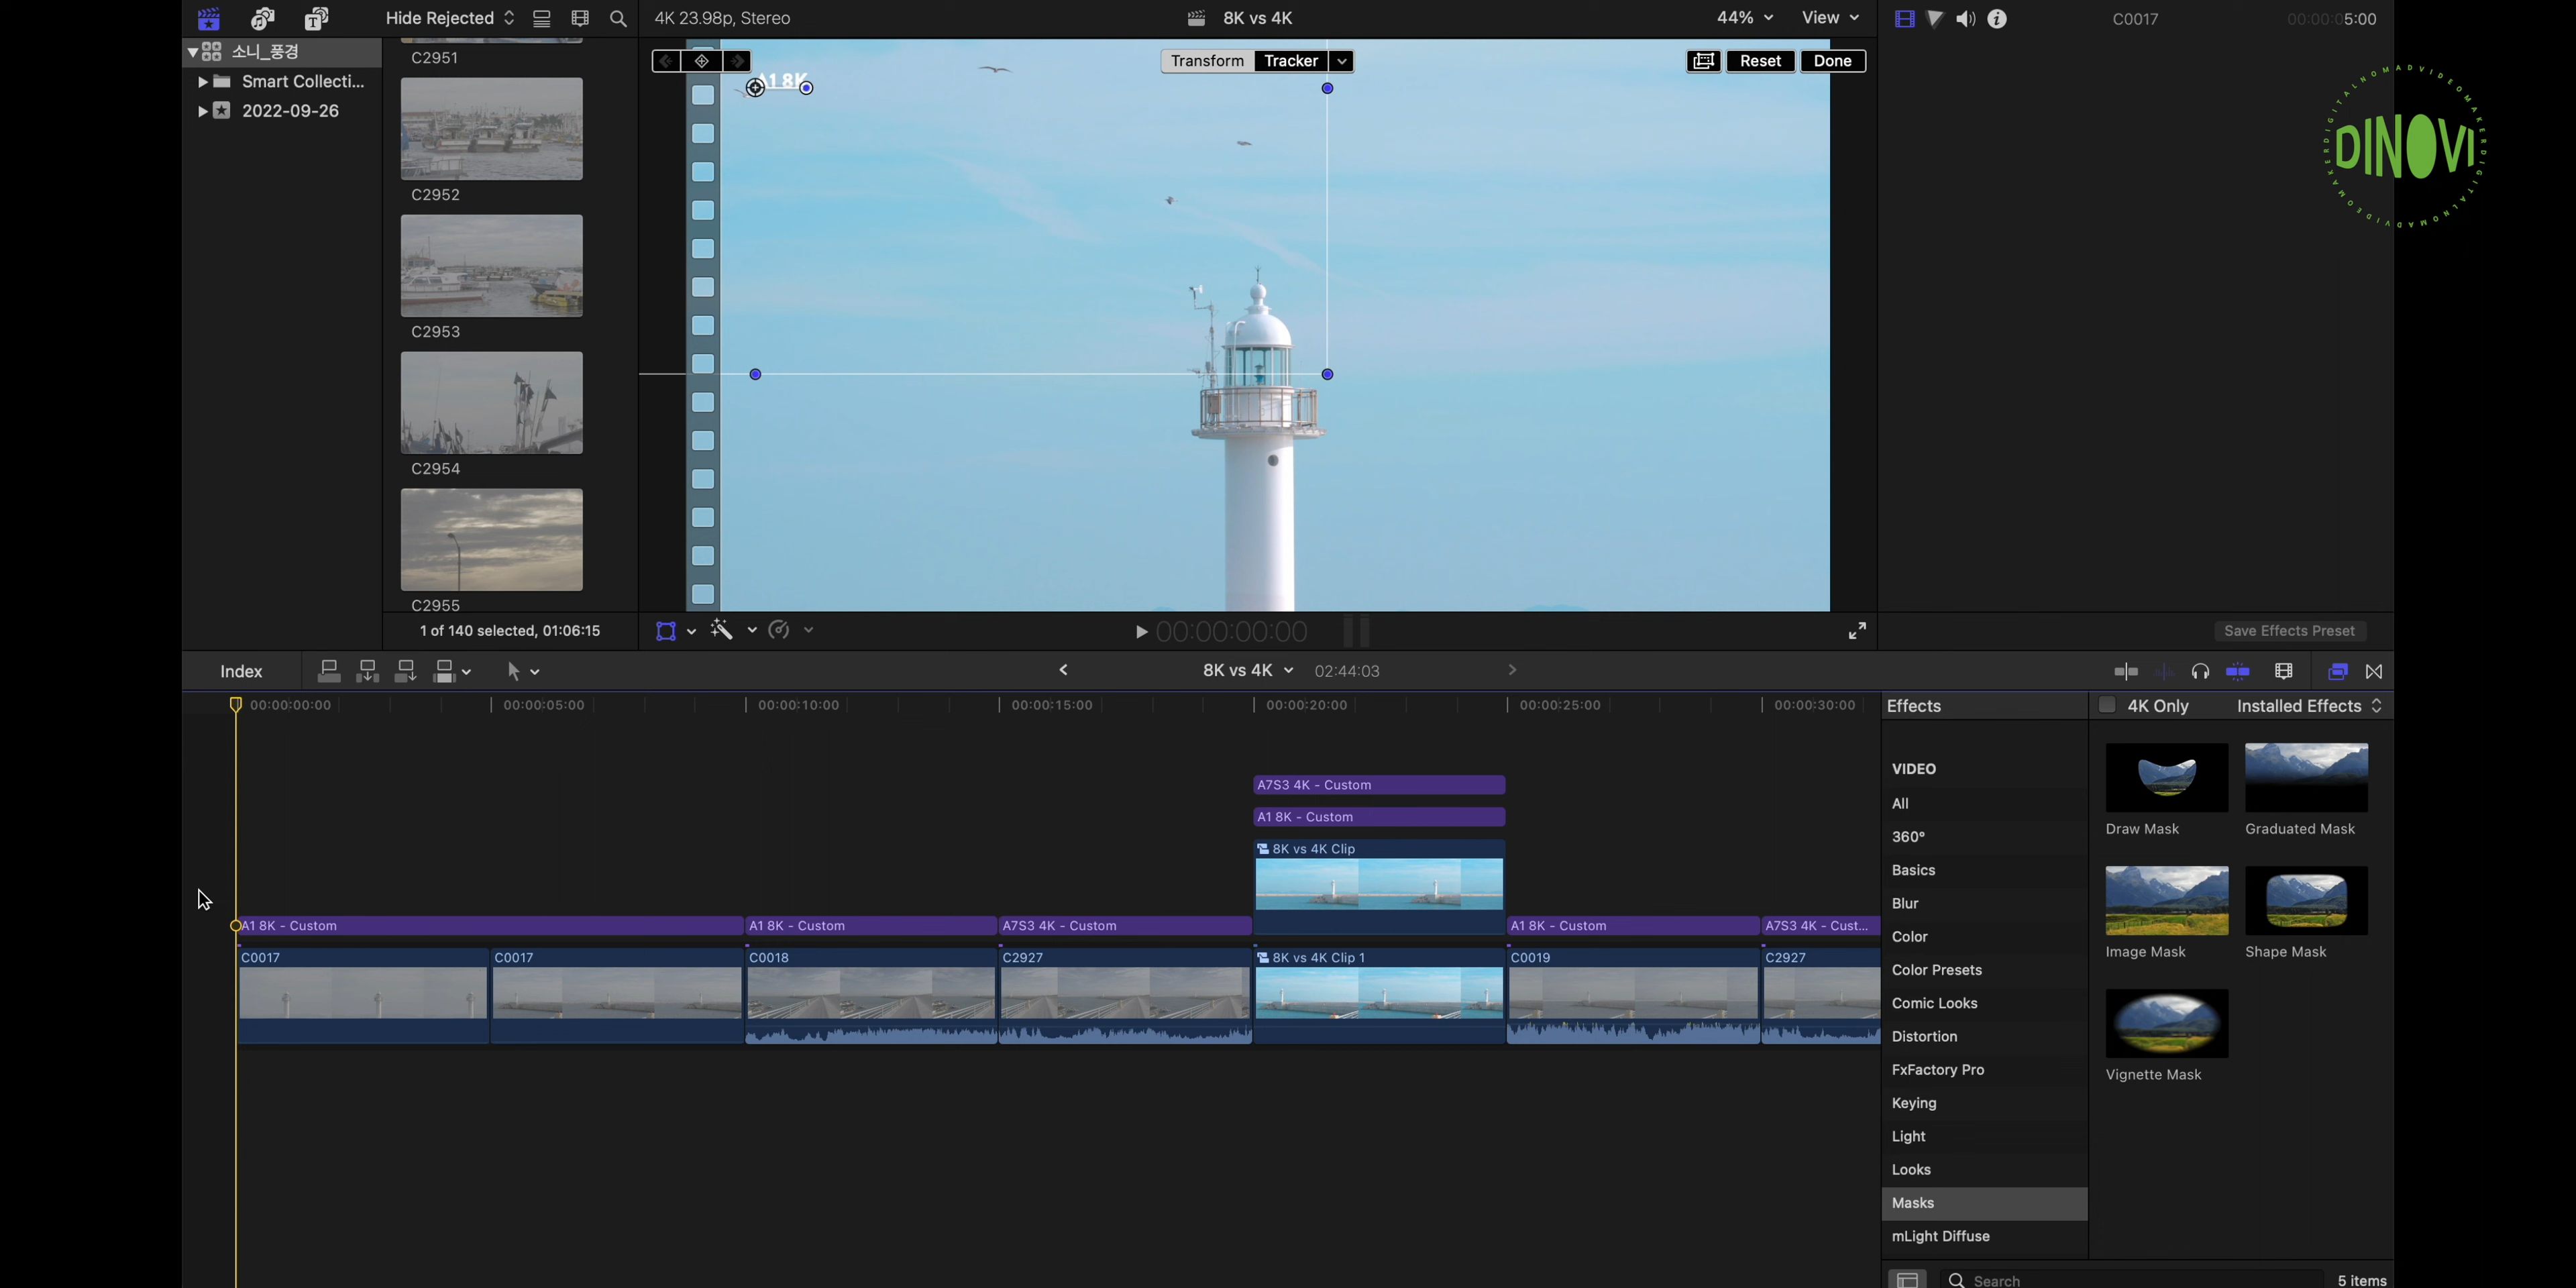 Hide Rejected
4K 23.98p, Stereo
8K vs 4K
44%
View
C0017
00:00:05:00
소니_풍경
Smart Collecti...
2022-09-26
C2951
C2952
C2953
C2954
C2955
1 of 140 selected, 01:06:15
Transform
Tracker
Reset
Done
A1 8K
DIGITALNOMADVIDEOMAKERDIGITALNOMADVIDEOMAKER
DINOVI
00:00:00:00
Save Effects Preset
Index
8K vs 4K
02:44:03
00:00:00:00
00:00:05:00
00:00:10:00
00:00:15:00
00:00:20:00
00:00:25:00
00:00:30:00
A7S3 4K - Custom
A1 8K - Custom
8K vs 4K Clip
A1 8K - Custom
A1 8K - Custom
A7S3 4K - Custom
A1 8K - Custom
A7S3 4K - Cust...
C0017
C0017
C0018
C2927
8K vs 4K Clip 1
C0019
C2927
Effects
4K Only
Installed Effects
VIDEO
All
360°
Basics
Blur
Color
Color Presets
Comic Looks
Distortion
FxFactory Pro
Keying
Light
Looks
Masks
mLight Diffuse
Draw Mask
Graduated Mask
Image Mask
Shape Mask
Vignette Mask
Search
5 items